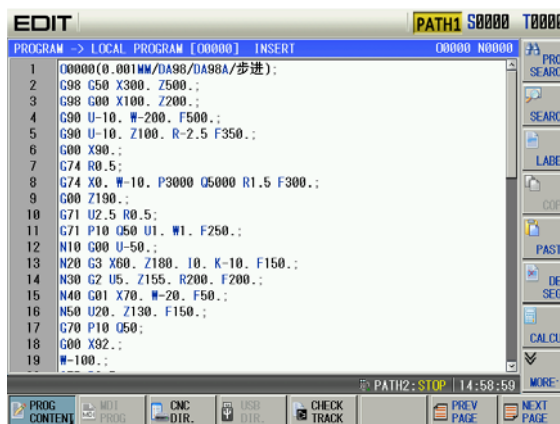 EDIT
PATH1 S0000 T000
PROGRAM -> LOCAL PROGRAM [O0000] INSERT O0000 N0000
1 O0000(0.001MM/DA98/DA98A/步进);
2 G98 G50 X300. Z500.;
3 G98 G00 X100. Z200.;
4 G90 U-10. W-200. F500.;
5 G90 U-10. Z100. R-2.5 F350.;
6 G00 X90.;
7 G74 R0.5;
8 G74 X0. W-10. P3000 Q5000 R1.5 F300.;
9 G00 Z190.;
10 G71 U2.5 R0.5;
11 G71 P10 Q50 U1. W1. F250.;
12 N10 G00 U-50.;
13 N20 G3 X60. Z180. I0. K-10. F150.;
14 N30 G2 U5. Z155. R200. F200.;
15 N40 G01 X70. W-20. F50.;
16 N50 U20. Z130. F150.;
17 G70 P10 Q50;
18 G00 X92.;
19 W-100.;
PRO
SEARC
SEARC
LABE
COP
PAST
DE
SEG
CALCU
MORE-
PATH2:STOP 14:58:59
PROG CONTENT
MDI PROG
CNC DIR.
USB DIR.
CHECK TRACK
PREV PAGE
NEXT PAGE